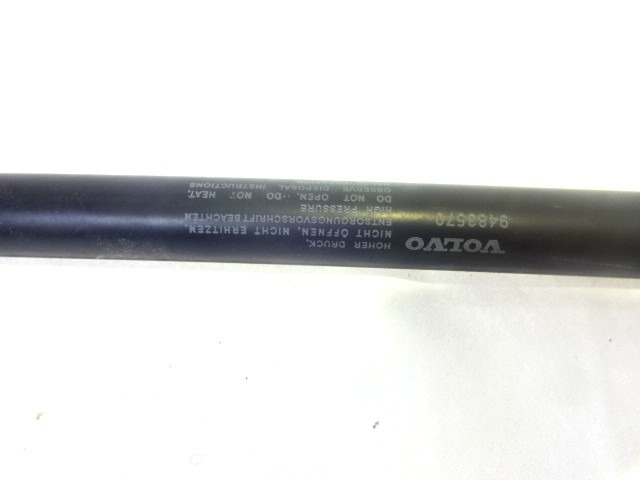 VOLVO
9483570
HOHER DRUCK,
NICHT ÖFFNEN, NICHT ERHITZEN.
ENTSORGUNGSVORSCHRIFT BEACHTEN
HIGH PRESSURE
DO NOT OPEN, DO NOT HEAT.
OBSERVE DISPOSAL INSTRUCTIONS